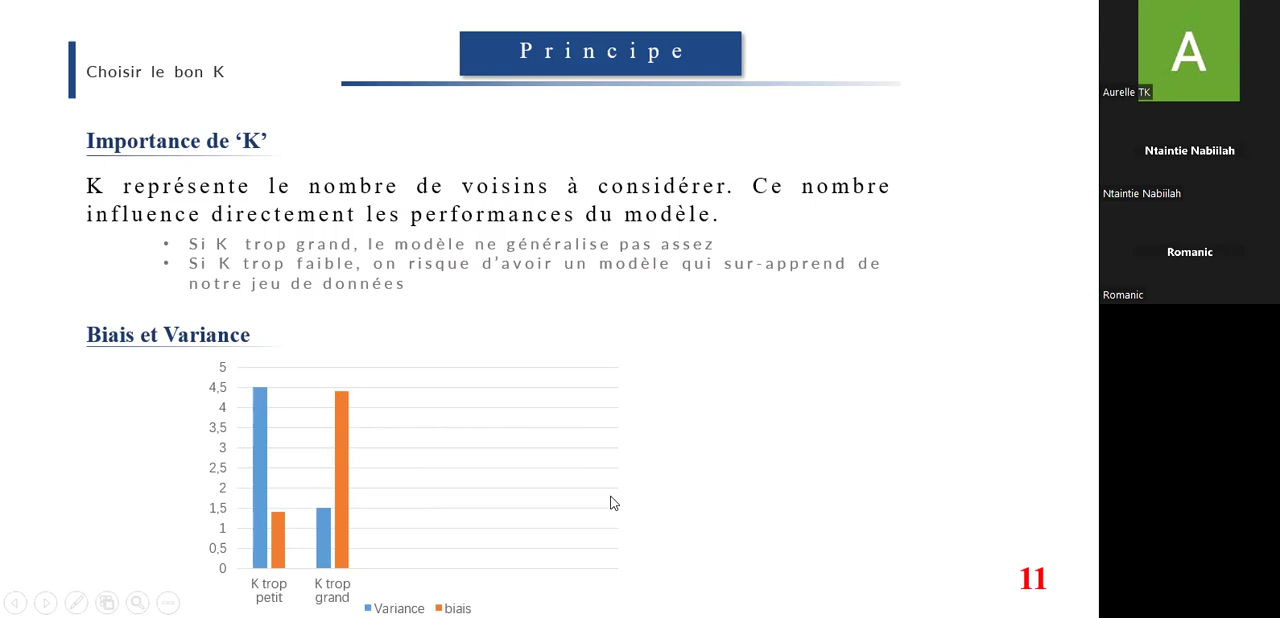 Principe
Choisir le bon K
Importance de ‘K’
K représente le nombre de voisins à considérer. Ce nombre
influence directement les performances du modèle.
• Si K trop grand, le modèle ne généralise pas assez
• Si K trop faible, on risque d’avoir un modèle qui sur-apprend de
notre jeu de données
Biais et Variance
5
4,5
4
3,5
3
2,5
2
1,5
1
0,5
0
K trop
petit
K trop
grand
Variance
biais
11
A
Aurelle TK
Ntaintie Nabiilah
Ntaintie Nabiilah
Romanic
Romanic